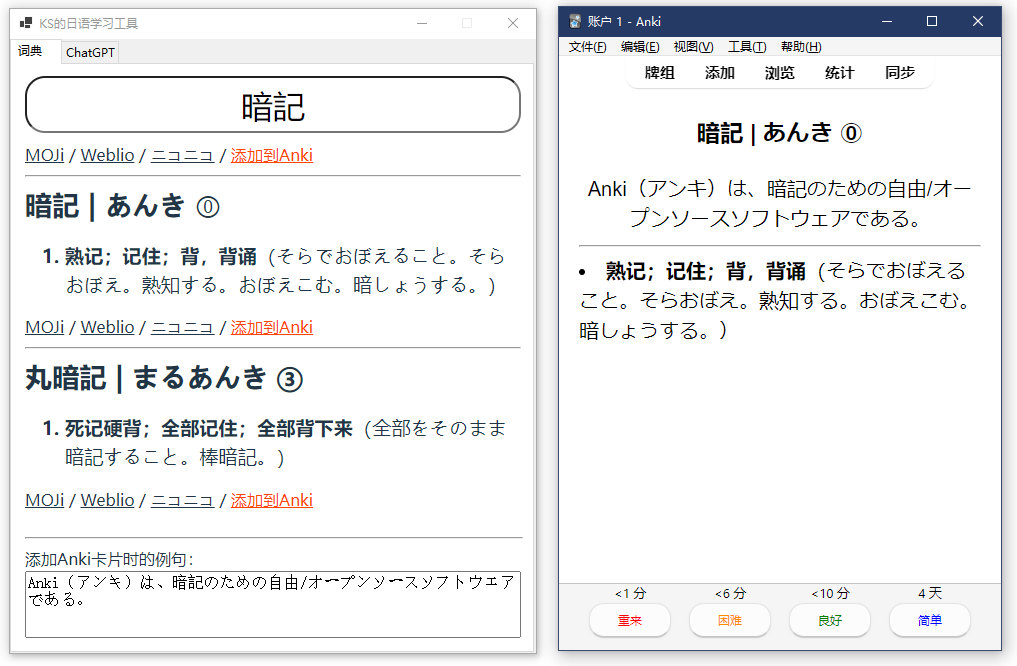 KS的日语学习工具
词典
ChatGPT
暗記
MOJi / Weblio / ニコニコ / 添加到Anki
暗記 | あんき ⓪
1. 熟记；记住；背，背诵（そらでおぼえること。そら
おぼえ。熟知する。おぼえこむ。暗しょうする。）
MOJi / Weblio / ニコニコ / 添加到Anki
丸暗記 | まるあんき ③
1. 死记硬背；全部记住；全部背下来（全部をそのまま
暗記すること。棒暗記。）
MOJi / Weblio / ニコニコ / 添加到Anki
添加Anki卡片时的例句：
Anki（アンキ）は、暗記のための自由/オープンソースソフトウエア
である。
账户 1 - Anki
文件(F) 编辑(E) 视图(V) 工具(T) 帮助(H)
牌组 添加 浏览 统计 同步
暗記 | あんき ⓪
Anki（アンキ）は、暗記のための自由/オー
プンソースソフトウェアである。
• 熟记；记住；背，背诵（そらでおぼえる
こと。そらおぼえ。熟知する。おぼえこむ。
暗しょうする。）
<1 分 <6 分 <10 分 4 天
重来 困难 良好 简单